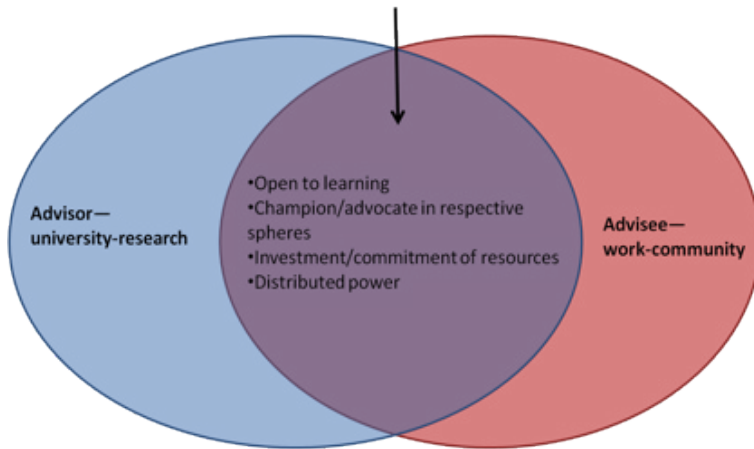 Advisor—
university-research
•Open to learning
•Champion/advocate in respective
spheres
•Investment/commitment of resources
•Distributed power
Advisee—
work-community